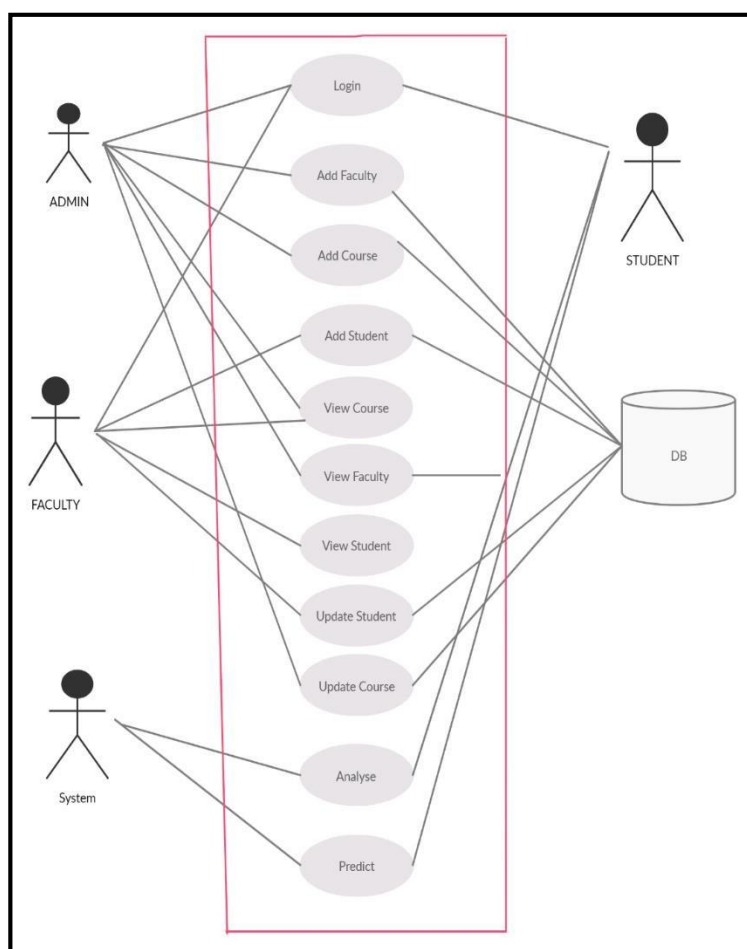 Login
ADMIN
Add Faculty
STUDENT
Add Course
Add Student
View Course
FACULTY
DB
View Faculty
View Student
Update Student
Update Course
System
Analyse
Predict